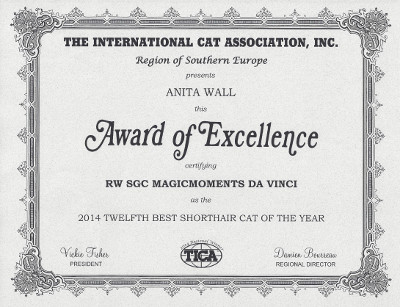 THE INTERNATIONAL CAT ASSOCIATION, INC.
Region of Southern Europe
presents
ANITA WALL
this
Award of Excellence
certifying
RW SGC MAGICMOMENTS DA VINCI
as the
2014 TWELFTH BEST SHORTHAIR CAT OF THE YEAR
Vickie Fisher
PRESIDENT
TICA
REGIONAL DIRECTOR